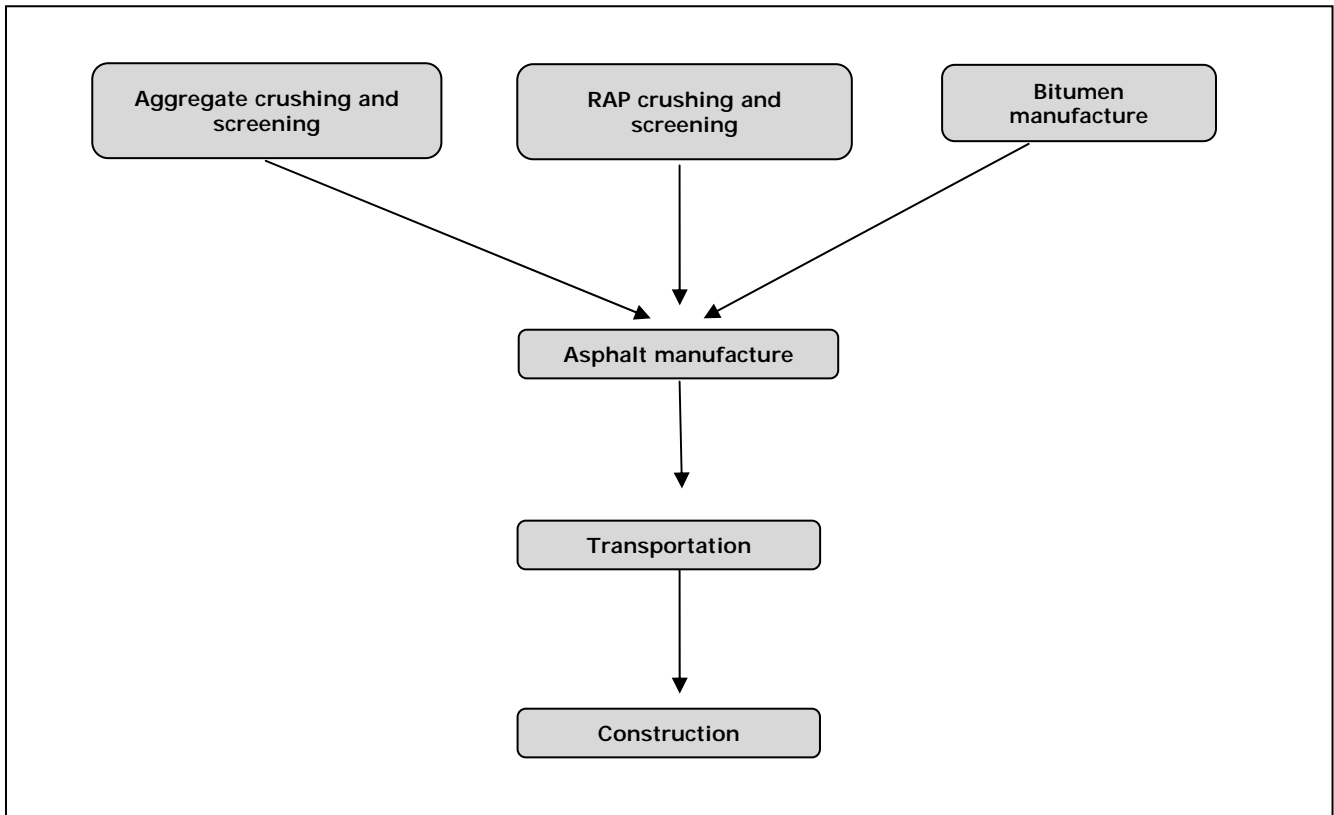 Aggregate crushing and
screening
RAP crushing and
screening
Bitumen
manufacture
Asphalt manufacture
Transportation
Construction